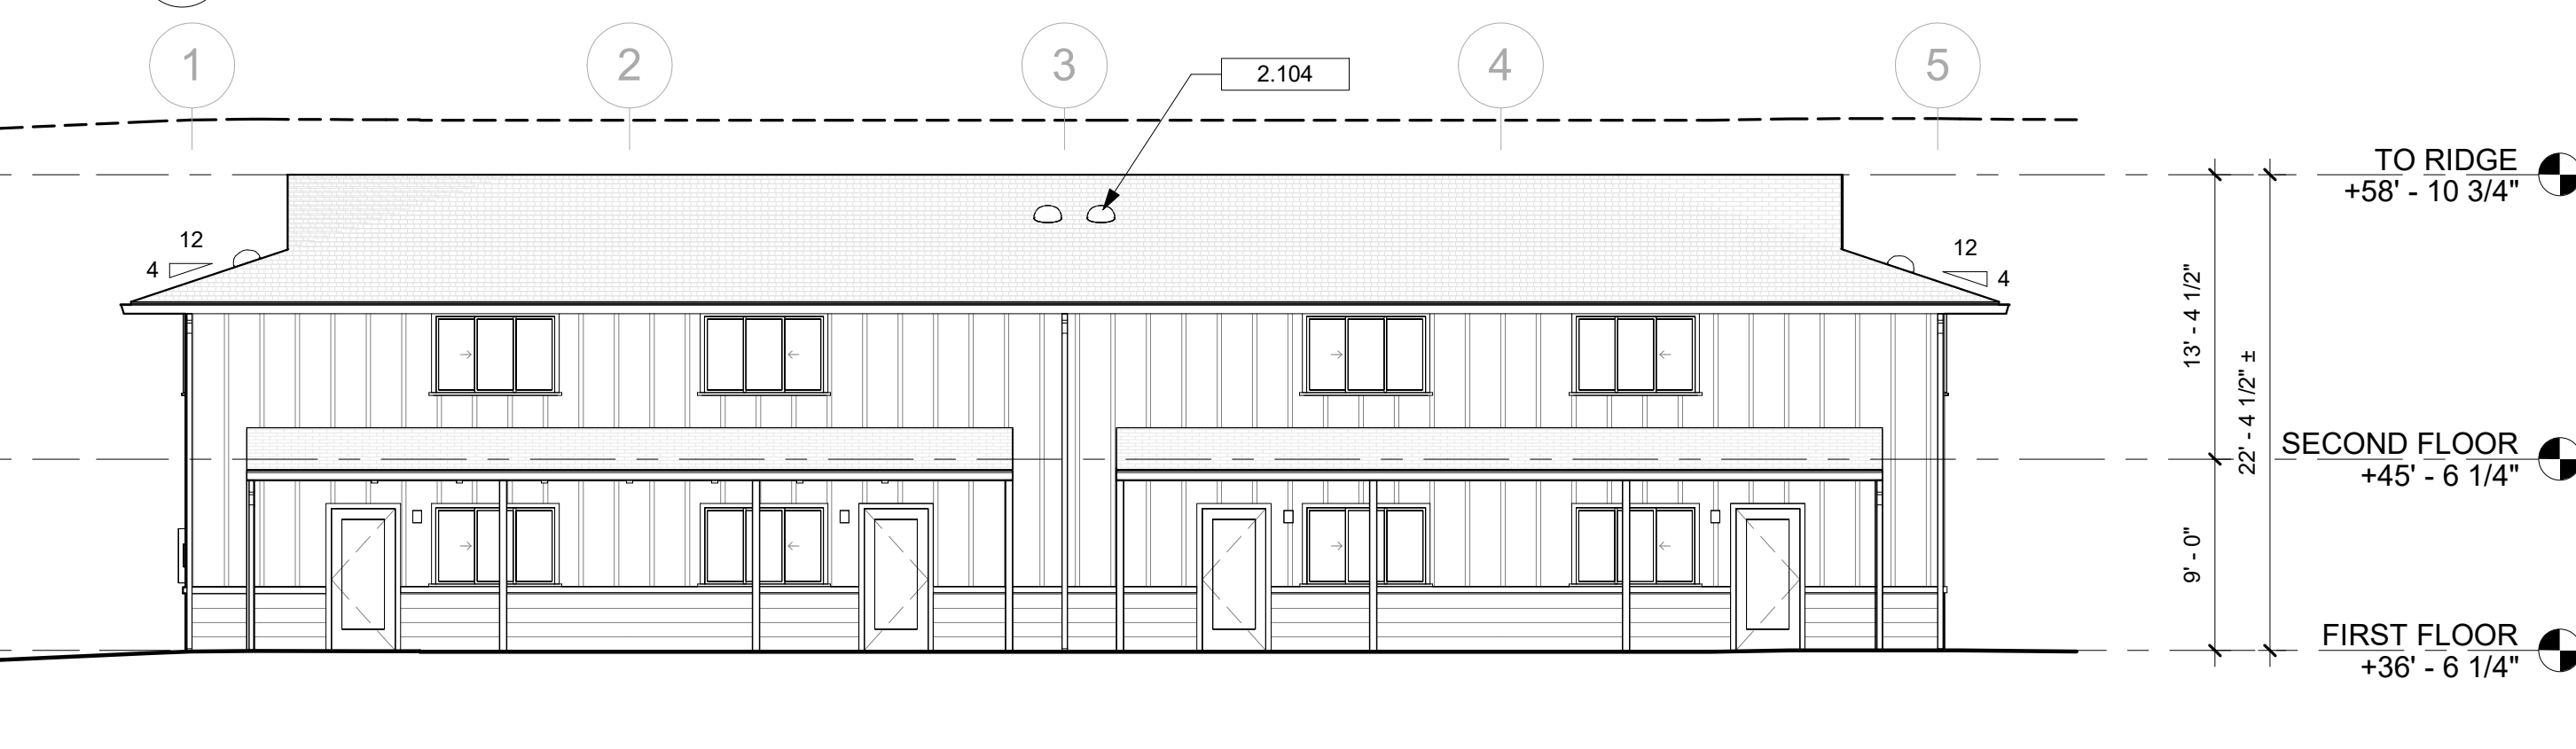 1
2
3
4
5
2.104
TO RIDGE
+58' - 10 3/4"
12
4
12
4
13' - 4 1/2"
22' - 4 1/2" ±
SECOND FLOOR
+45' - 6 1/4"
9' - 0"
FIRST FLOOR
+36' - 6 1/4"